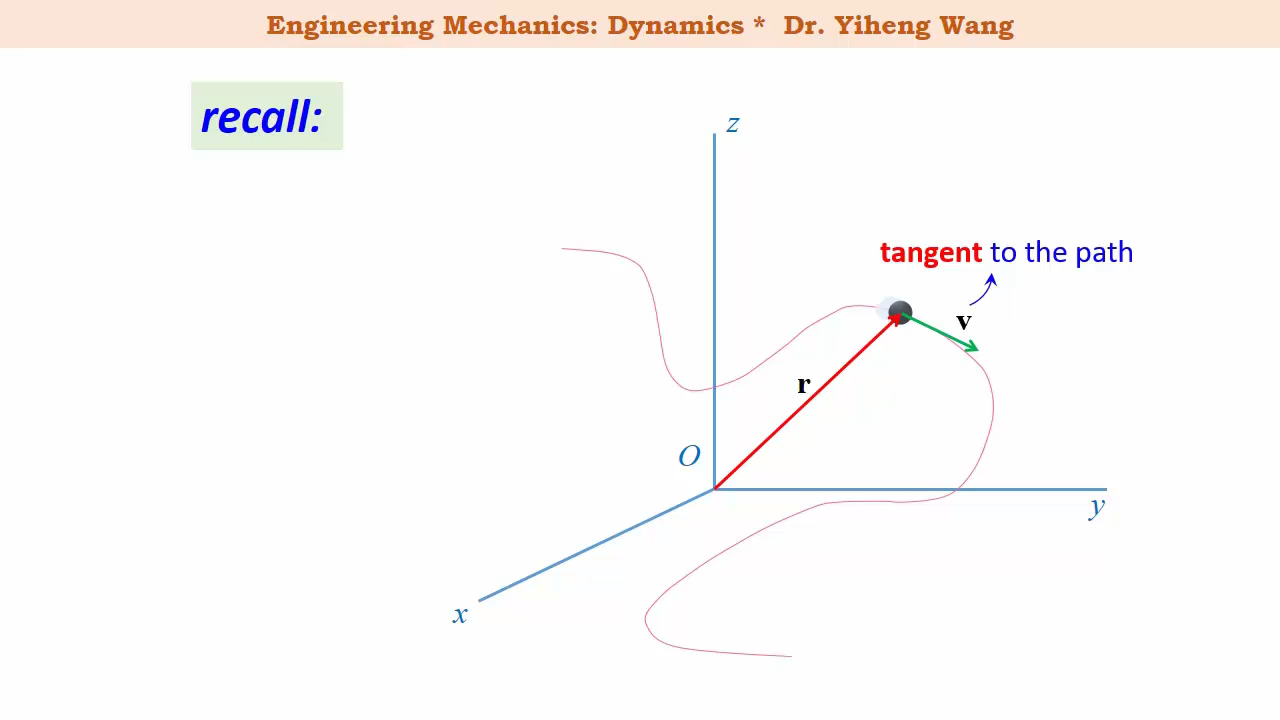 Engineering Mechanics: Dynamics * Dr. Yiheng Wang
recall:
z
tangent to the path
v
r
O
y
x